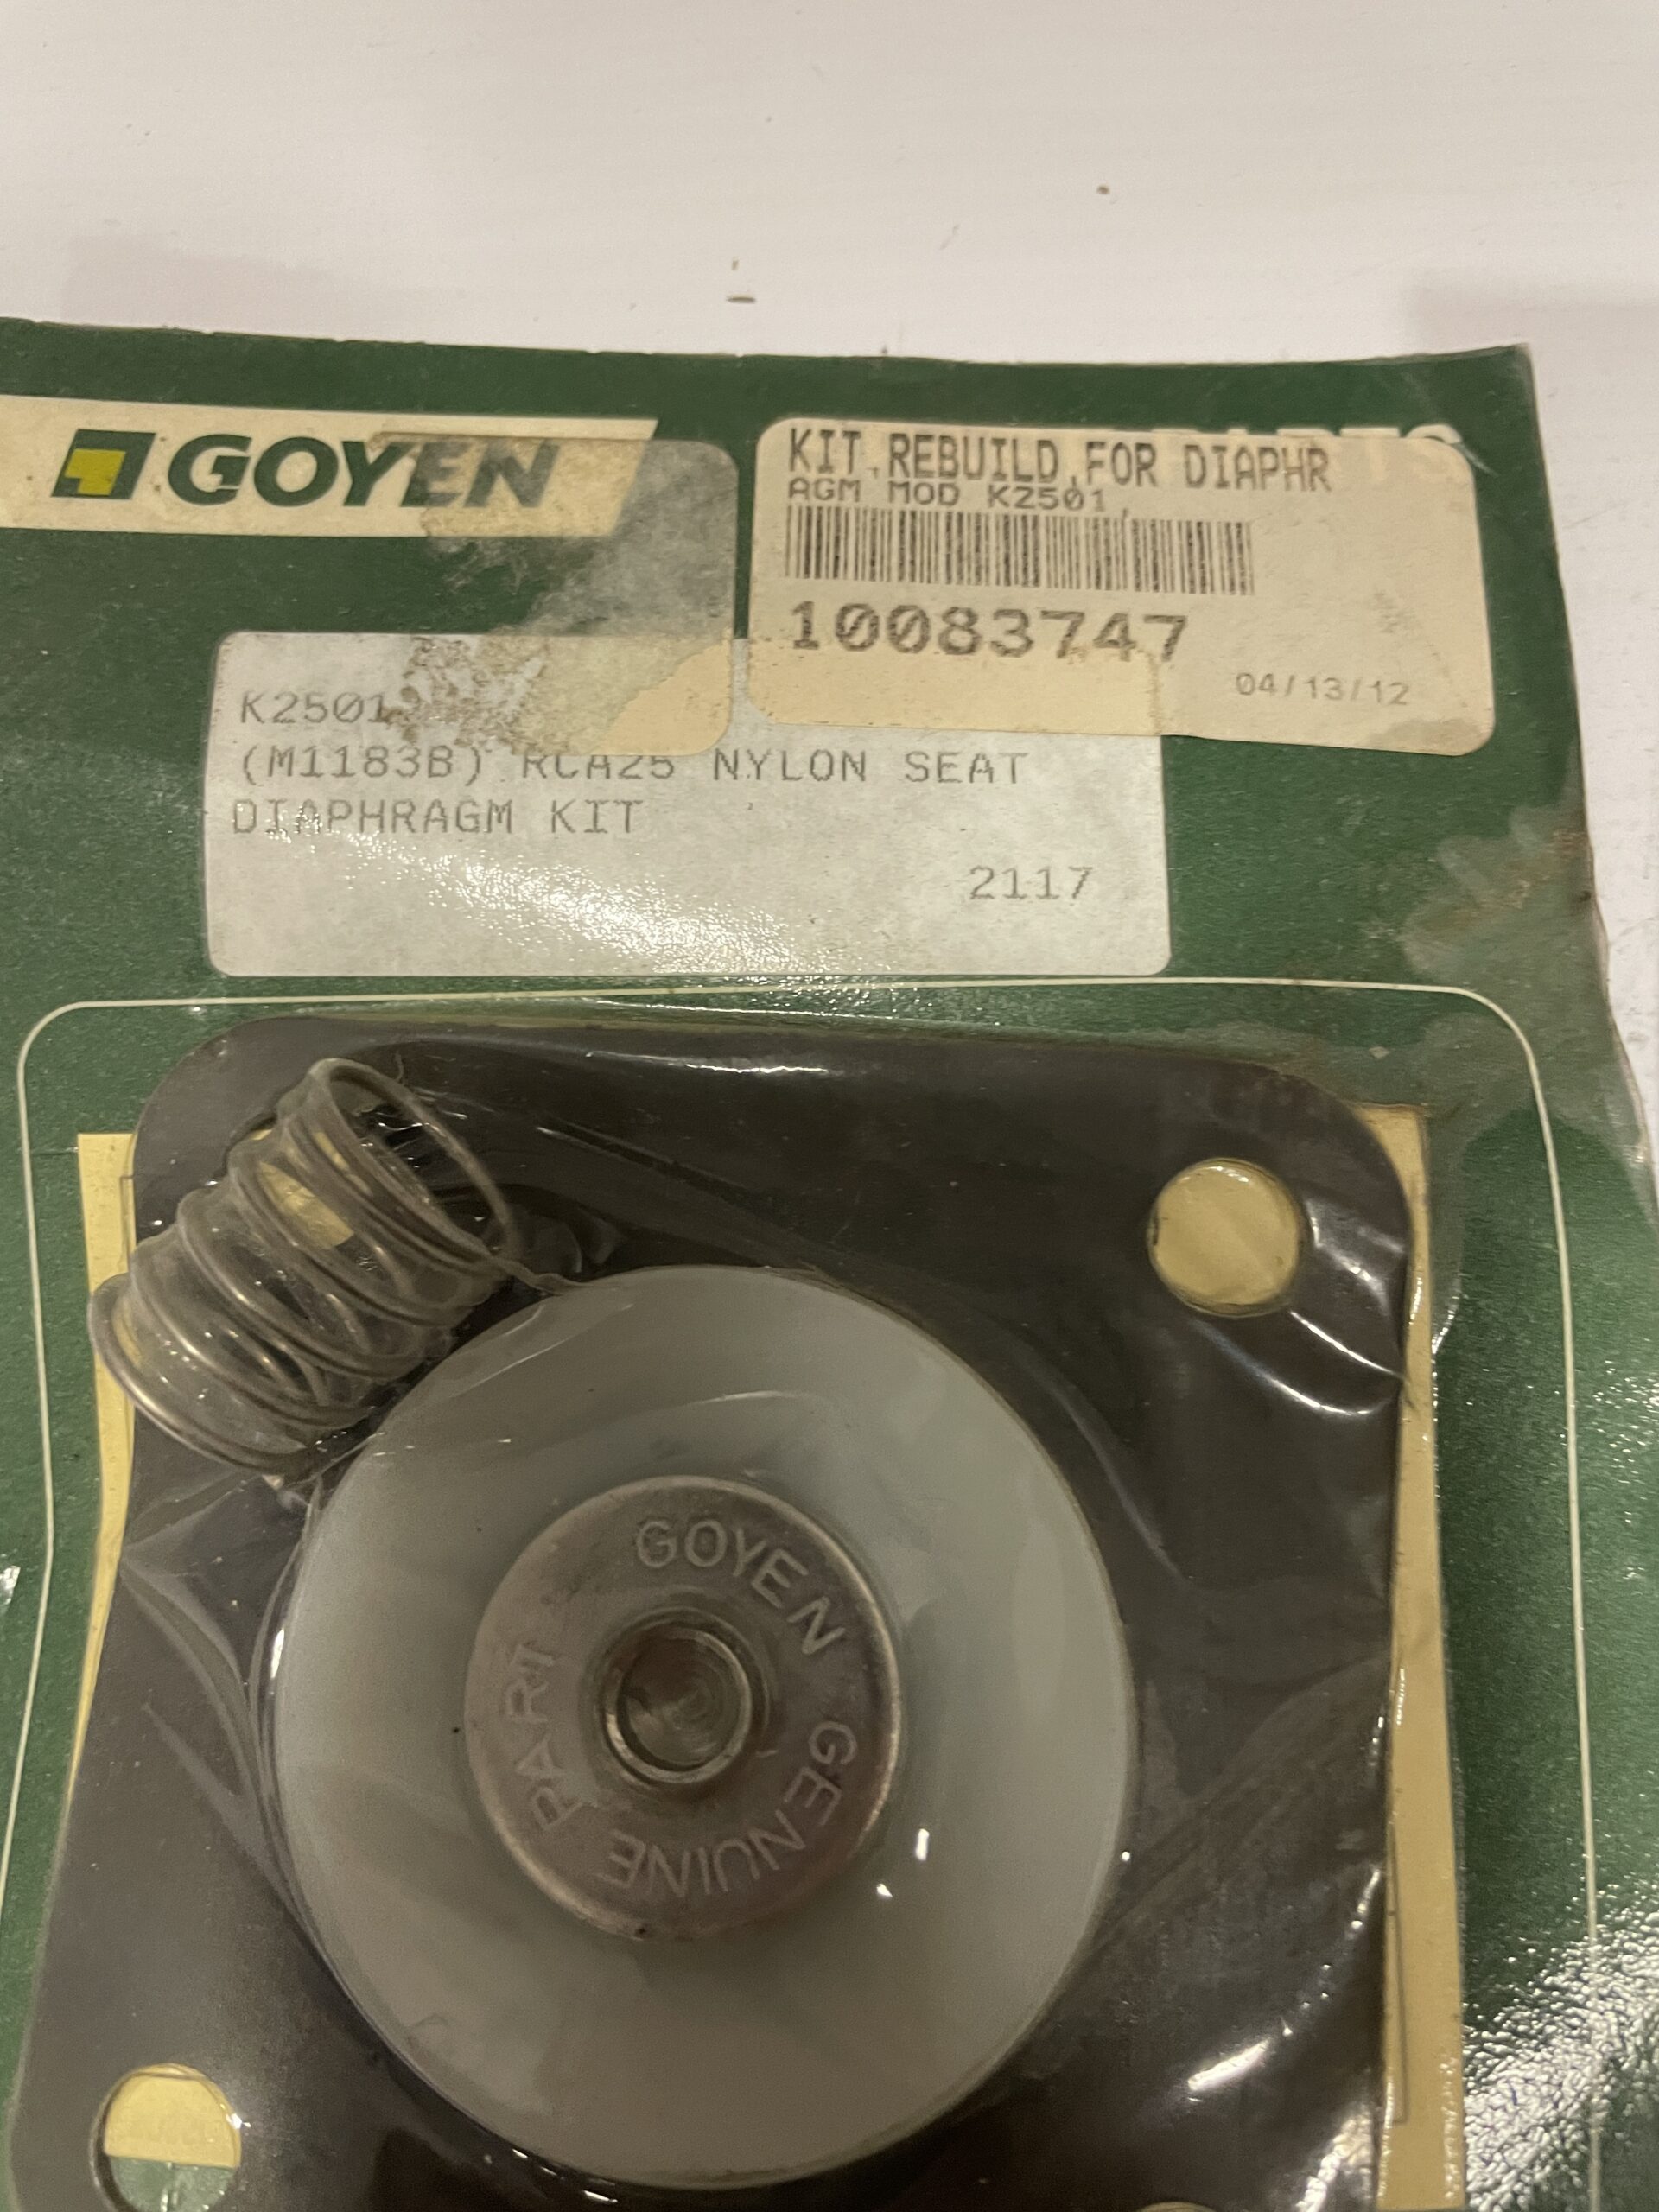 GOYEN
KIT,REBUILD,FOR DIAPHR
AGM MOD K2501,
10083747
04/13/12
K2501
(M1183B) RCA25 NYLON SEAT
DIAPHRAGM KIT
2117
GOYEN GENUINE PART